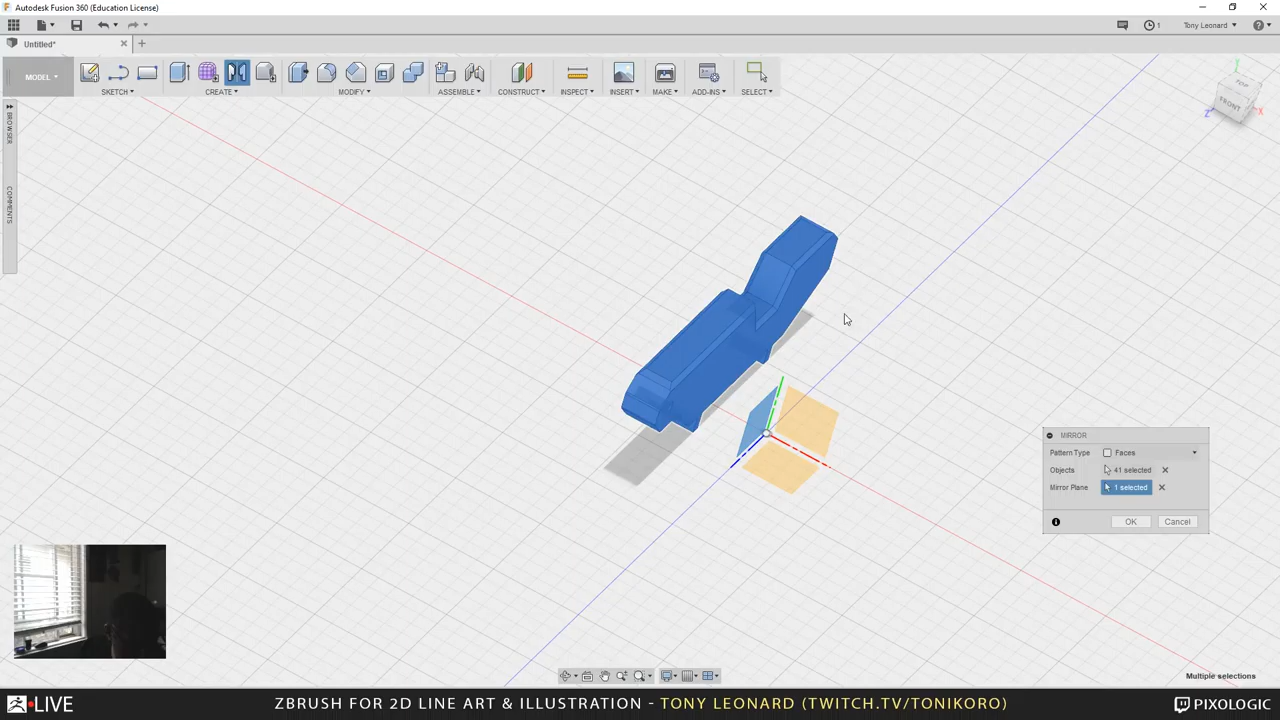 Autodesk Fusion 360 (Education License)
Tony Leonard
1
Untitled*
MODEL
SKETCH
CREATE
MODIFY
ASSEMBLE
CONSTRUCT
INSPECT
INSERT
MAKE
ADD-INS
SELECT
BROWSER
COMMENTS
TOP
FRONT
Y
Z
X
MIRROR
Pattern Type
Faces
Objects
41 selected
Mirror Plane
1 selected
OK
Cancel
Multiple selections
LIVE
ZBRUSH FOR 2D LINE ART & ILLUSTRATION - TONY LEONARD (TWITCH.TV/TONIKORO)
PIXOLOGIC